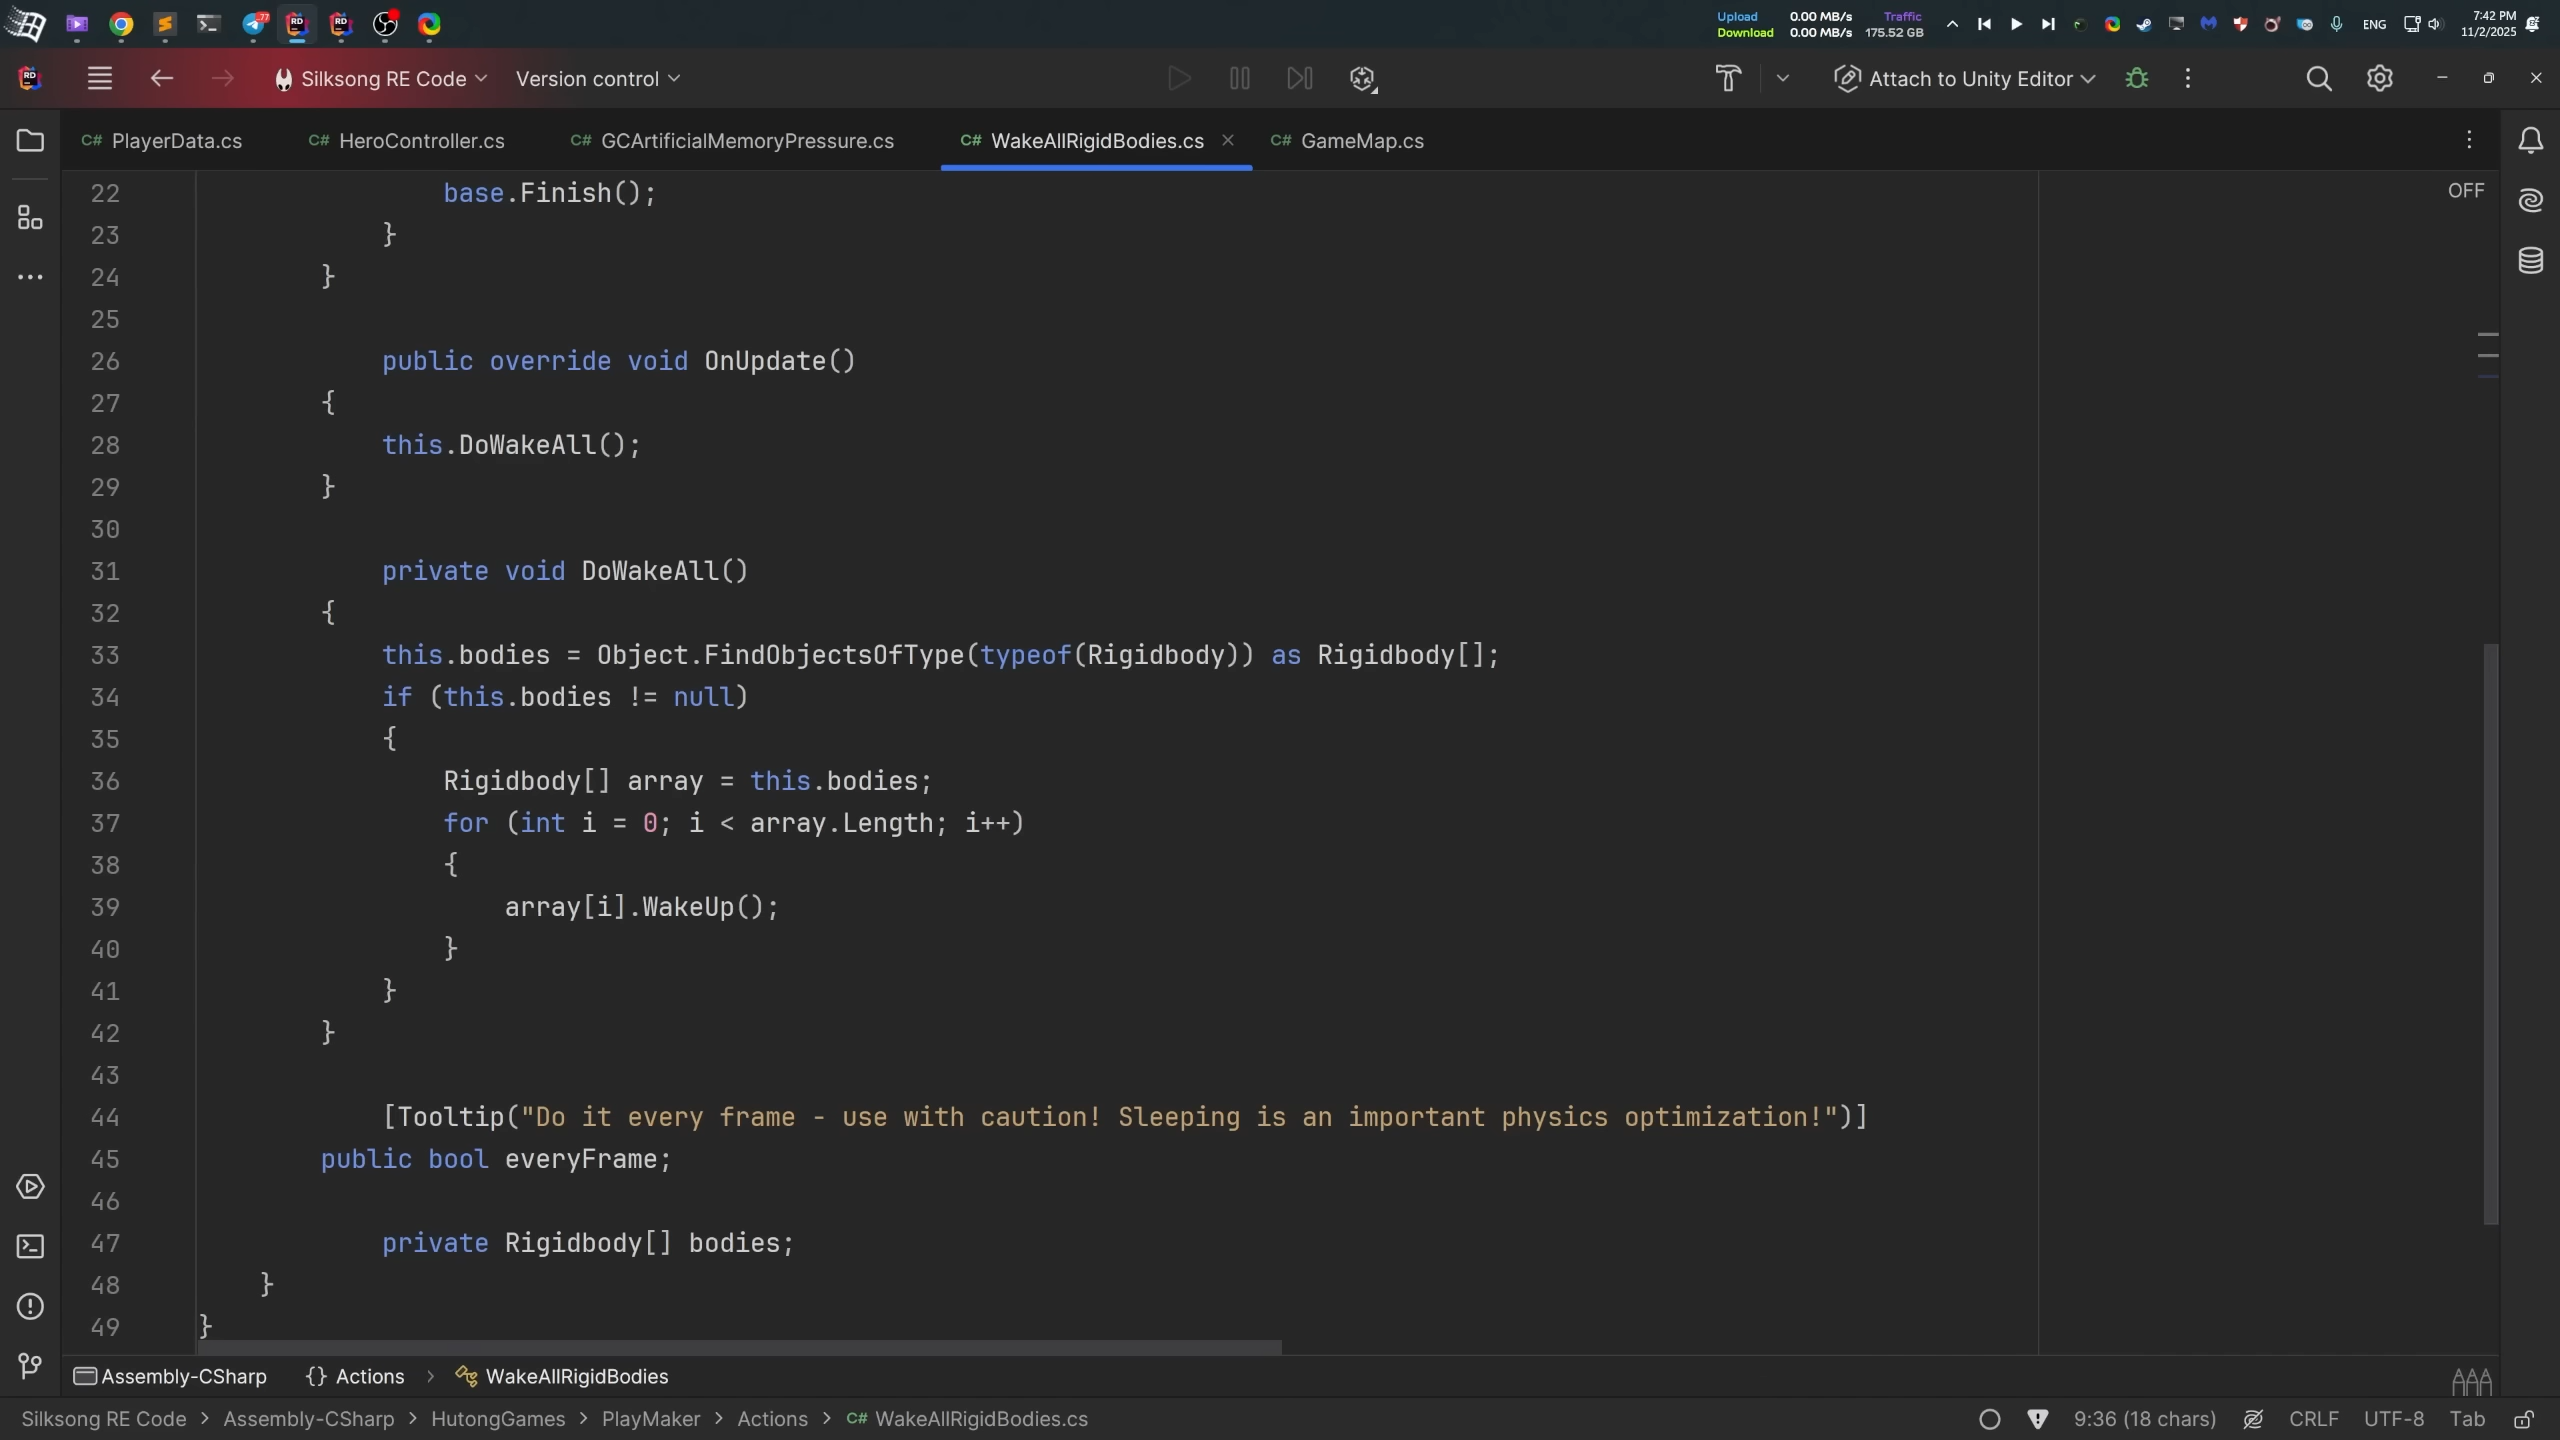 Upload 0.00 MB/s Traffic
Download 0.00 MB/s 175.52 GB
ENG
7:42 PM
11/2/2025
77
Silksong RE Code
Version control
Attach to Unity Editor
C# PlayerData.cs
C# HeroController.cs
C# GCArtificialMemoryPressure.cs
C# WakeAllRigidBodies.cs
C# GameMap.cs
OFF
22 base.Finish();
23 }
24 }
25
26 public override void OnUpdate()
27 {
28 this.DoWakeAll();
29 }
30
31 private void DoWakeAll()
32 {
33 this.bodies = Object.FindObjectsOfType(typeof(Rigidbody)) as Rigidbody[];
34 if (this.bodies != null)
35 {
36 Rigidbody[] array = this.bodies;
37 for (int i = 0; i < array.Length; i++)
38 {
39 array[i].WakeUp();
40 }
41 }
42 }
43
44 [Tooltip("Do it every frame - use with caution! Sleeping is an important physics optimization!")]
45 public bool everyFrame;
46
47 private Rigidbody[] bodies;
48 }
49 }
Assembly-CSharp {} Actions > WakeAllRigidBodies
Silksong RE Code > Assembly-CSharp > HutongGames > PlayMaker > Actions > C# WakeAllRigidBodies.cs
9:36 (18 chars) CRLF UTF-8 Tab